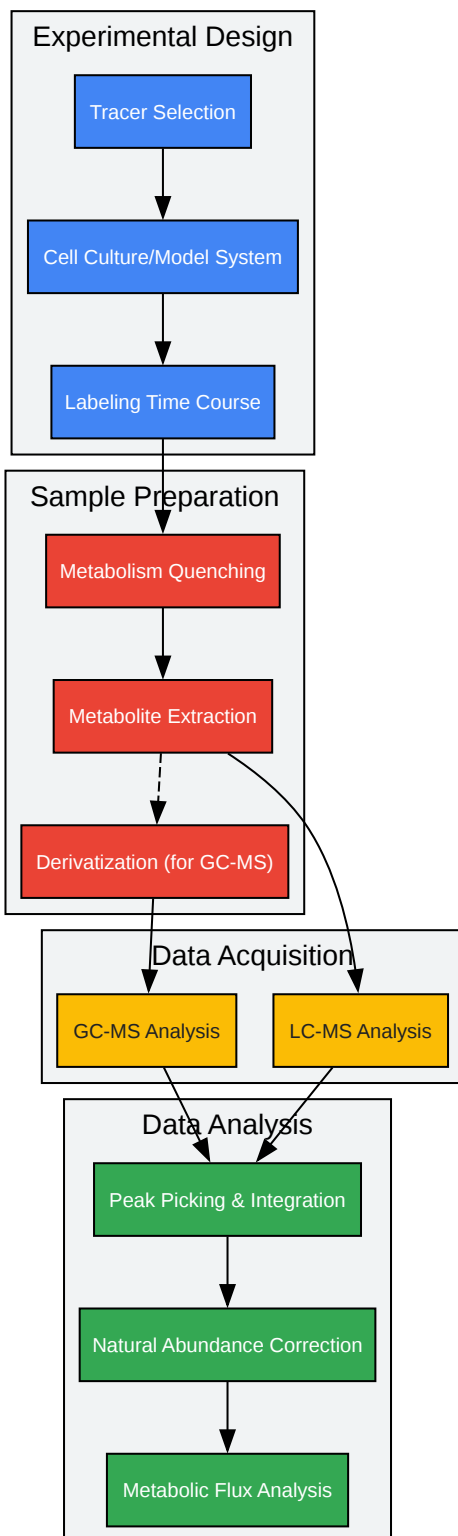 Experimental Design
Tracer Selection
Cell Culture/Model System
Labeling Time Course
Sample Preparation
Metabolism Quenching
Metabolite Extraction
Derivatization (for GC-MS)
Data Acquisition
GC-MS Analysis
LC-MS Analysis
Data Analysis
Peak Picking & Integration
Natural Abundance Correction
Metabolic Flux Analysis